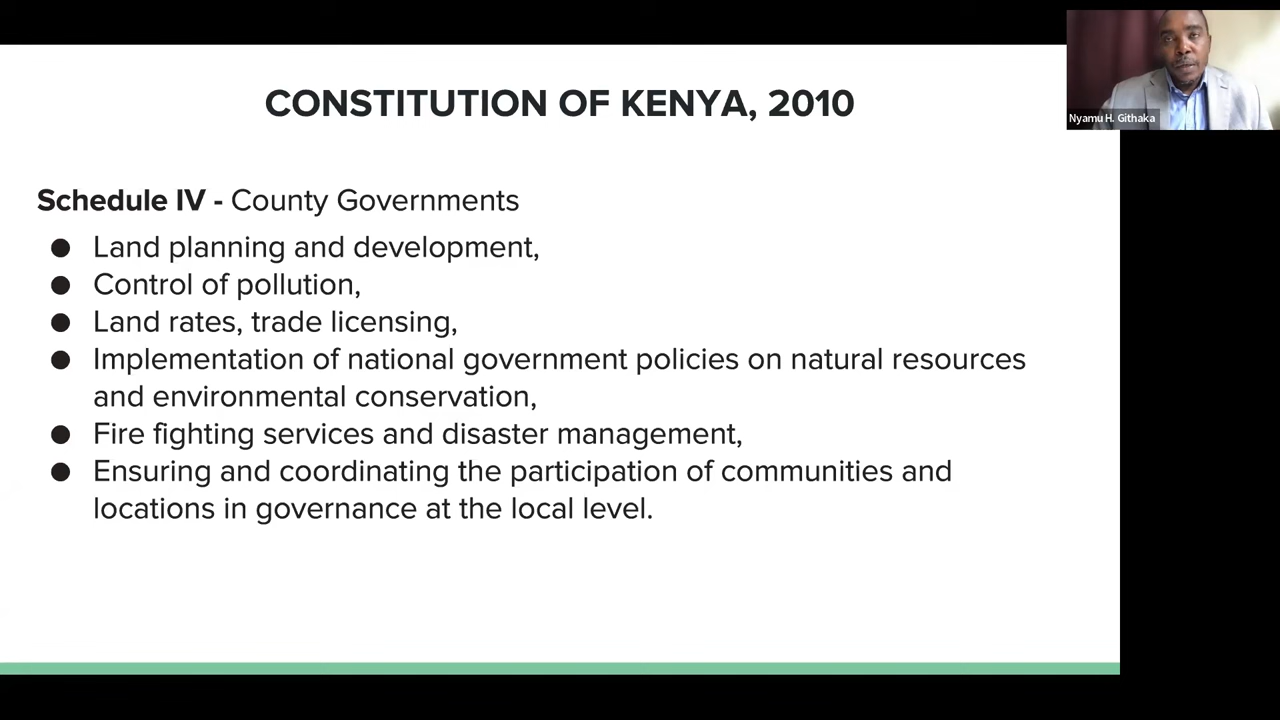 CONSTITUTION OF KENYA, 2010
Nyamu H. Githaka
Schedule IV - County Governments
● Land planning and development,
● Control of pollution,
● Land rates, trade licensing,
● Implementation of national government policies on natural resources
and environmental conservation,
● Fire fighting services and disaster management,
● Ensuring and coordinating the participation of communities and
locations in governance at the local level.